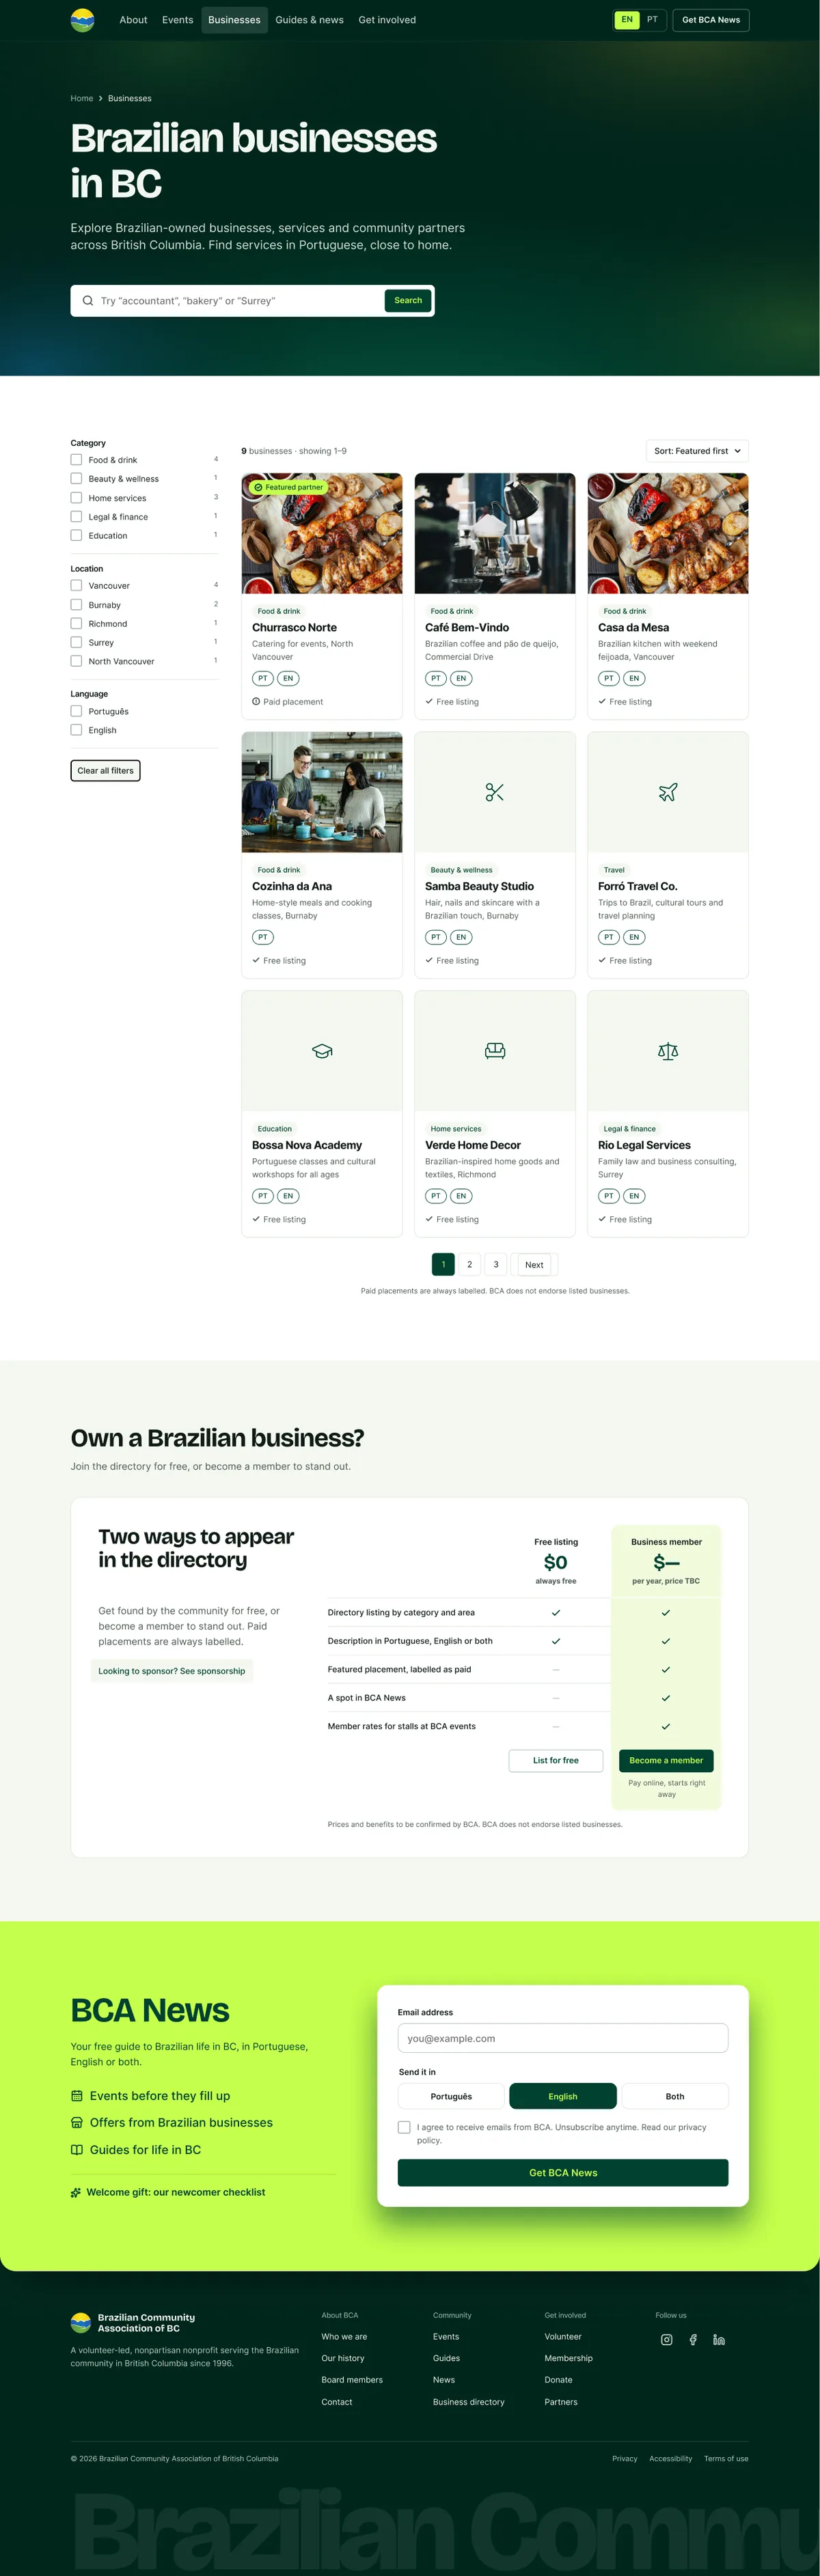 About
Events
Businesses
Guides & news
Get involved
EN
PT
Get BCA News
Home › Businesses
Brazilian businesses
in BC
Explore Brazilian-owned businesses, services and community partners
across British Columbia. Find services in Portuguese, close to home.
Try “accountant”, “bakery” or “Surrey”
Search
Category
Food & drink 4
Beauty & wellness 1
Home services 3
Legal & finance 1
Education 1
Location
Vancouver 4
Burnaby 2
Richmond 1
Surrey 1
North Vancouver 1
Language
Português
English
Clear all filters
9 businesses · showing 1–9
Sort: Featured first
Featured partner
Food & drink
Churrasco Norte
Catering for events, North
Vancouver
PT EN
Paid placement
Food & drink
Café Bem-Vindo
Brazilian coffee and pão de queijo,
Commercial Drive
PT EN
Free listing
Food & drink
Casa da Mesa
Brazilian kitchen with weekend
feijoada, Vancouver
PT EN
Free listing
Food & drink
Cozinha da Ana
Home-style meals and cooking
classes, Burnaby
PT
Free listing
Beauty & wellness
Samba Beauty Studio
Hair, nails and skincare with a
Brazilian touch, Burnaby
PT EN
Free listing
Travel
Forró Travel Co.
Trips to Brazil, cultural tours and
travel planning
PT EN
Free listing
Education
Bossa Nova Academy
Portuguese classes and cultural
workshops for all ages
PT EN
Free listing
Home services
Verde Home Decor
Brazilian-inspired home goods and
textiles, Richmond
PT EN
Free listing
Legal & finance
Rio Legal Services
Family law and business consulting,
Surrey
PT EN
Free listing
1 2 3 Next
Paid placements are always labelled. BCA does not endorse listed businesses.
Own a Brazilian business?
Join the directory for free, or become a member to stand out.
Two ways to appear
in the directory
Get found by the community for free, or
become a member to stand out. Paid
placements are always labelled.
Looking to sponsor? See sponsorship
Free listing
$0
always free
Business member
$—
per year, price TBC
Directory listing by category and area
Description in Portuguese, English or both
Featured placement, labelled as paid
—
A spot in BCA News
—
Member rates for stalls at BCA events
—
List for free
Become a member
Pay online, starts right
away
Prices and benefits to be confirmed by BCA. BCA does not endorse listed businesses.
BCA News
Your free guide to Brazilian life in BC, in Portuguese,
English or both.
Events before they fill up
Offers from Brazilian businesses
Guides for life in BC
Welcome gift: our newcomer checklist
Email address
you@example.com
Send it in
Português
English
Both
I agree to receive emails from BCA. Unsubscribe anytime. Read our privacy
policy.
Get BCA News
Brazilian Community
Association of BC
A volunteer-led, nonpartisan nonprofit serving the Brazilian
community in British Columbia since 1996.
About BCA
Who we are
Our history
Board members
Contact
Community
Events
Guides
News
Business directory
Get involved
Volunteer
Membership
Donate
Partners
Follow us
© 2026 Brazilian Community Association of British Columbia
Privacy
Accessibility
Terms of use
Brazilian Commu